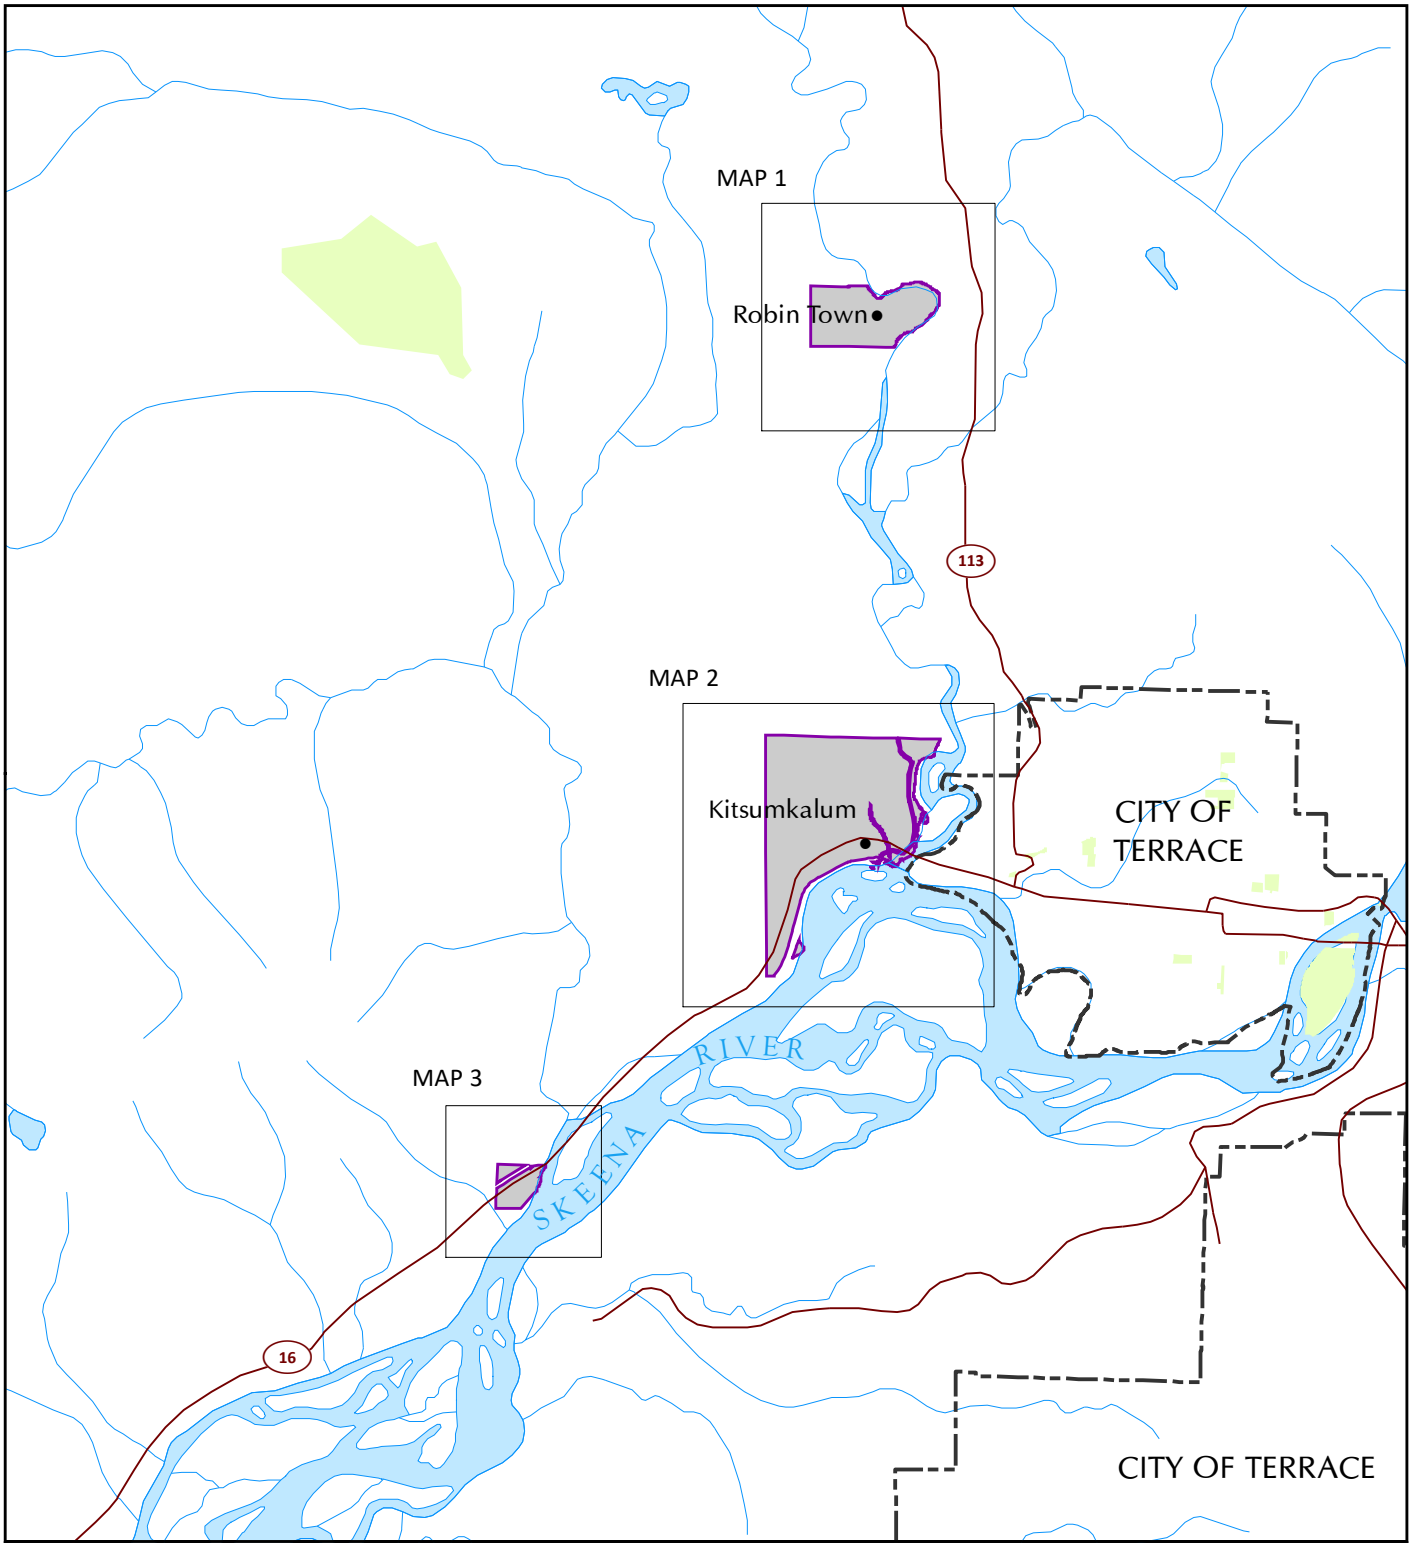 MAP 1
Robin Town
113
MAP 2
Kitsumkalum
CITY OF
TERRACE
RIVER
MAP 3
SKEENA
16
CITY OF TERRACE